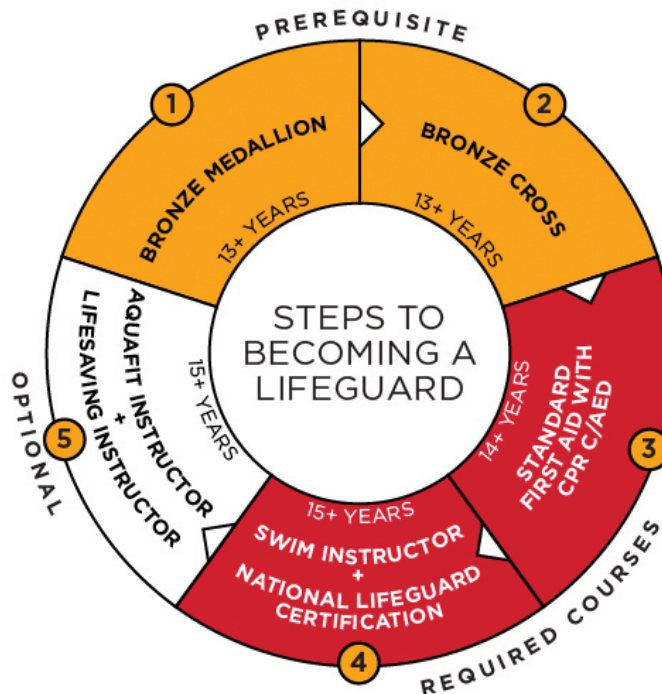 STEPS TO
BECOMING A
LIFEGUARD
PREREQUISITE
1
BRONZE MEDALLION
13+ YEARS
2
BRONZE CROSS
13+ YEARS
REQUIRED COURSES
3
STANDARD
FIRST AID WITH
CPR C/AED
14+ YEARS
4
15+ YEARS
SWIM INSTRUCTOR
+
NATIONAL LIFEGUARD
CERTIFICATION
OPTIONAL
5
AQUAFIT INSTRUCTOR
+
LIFESAVING INSTRUCTOR
15+ YEARS